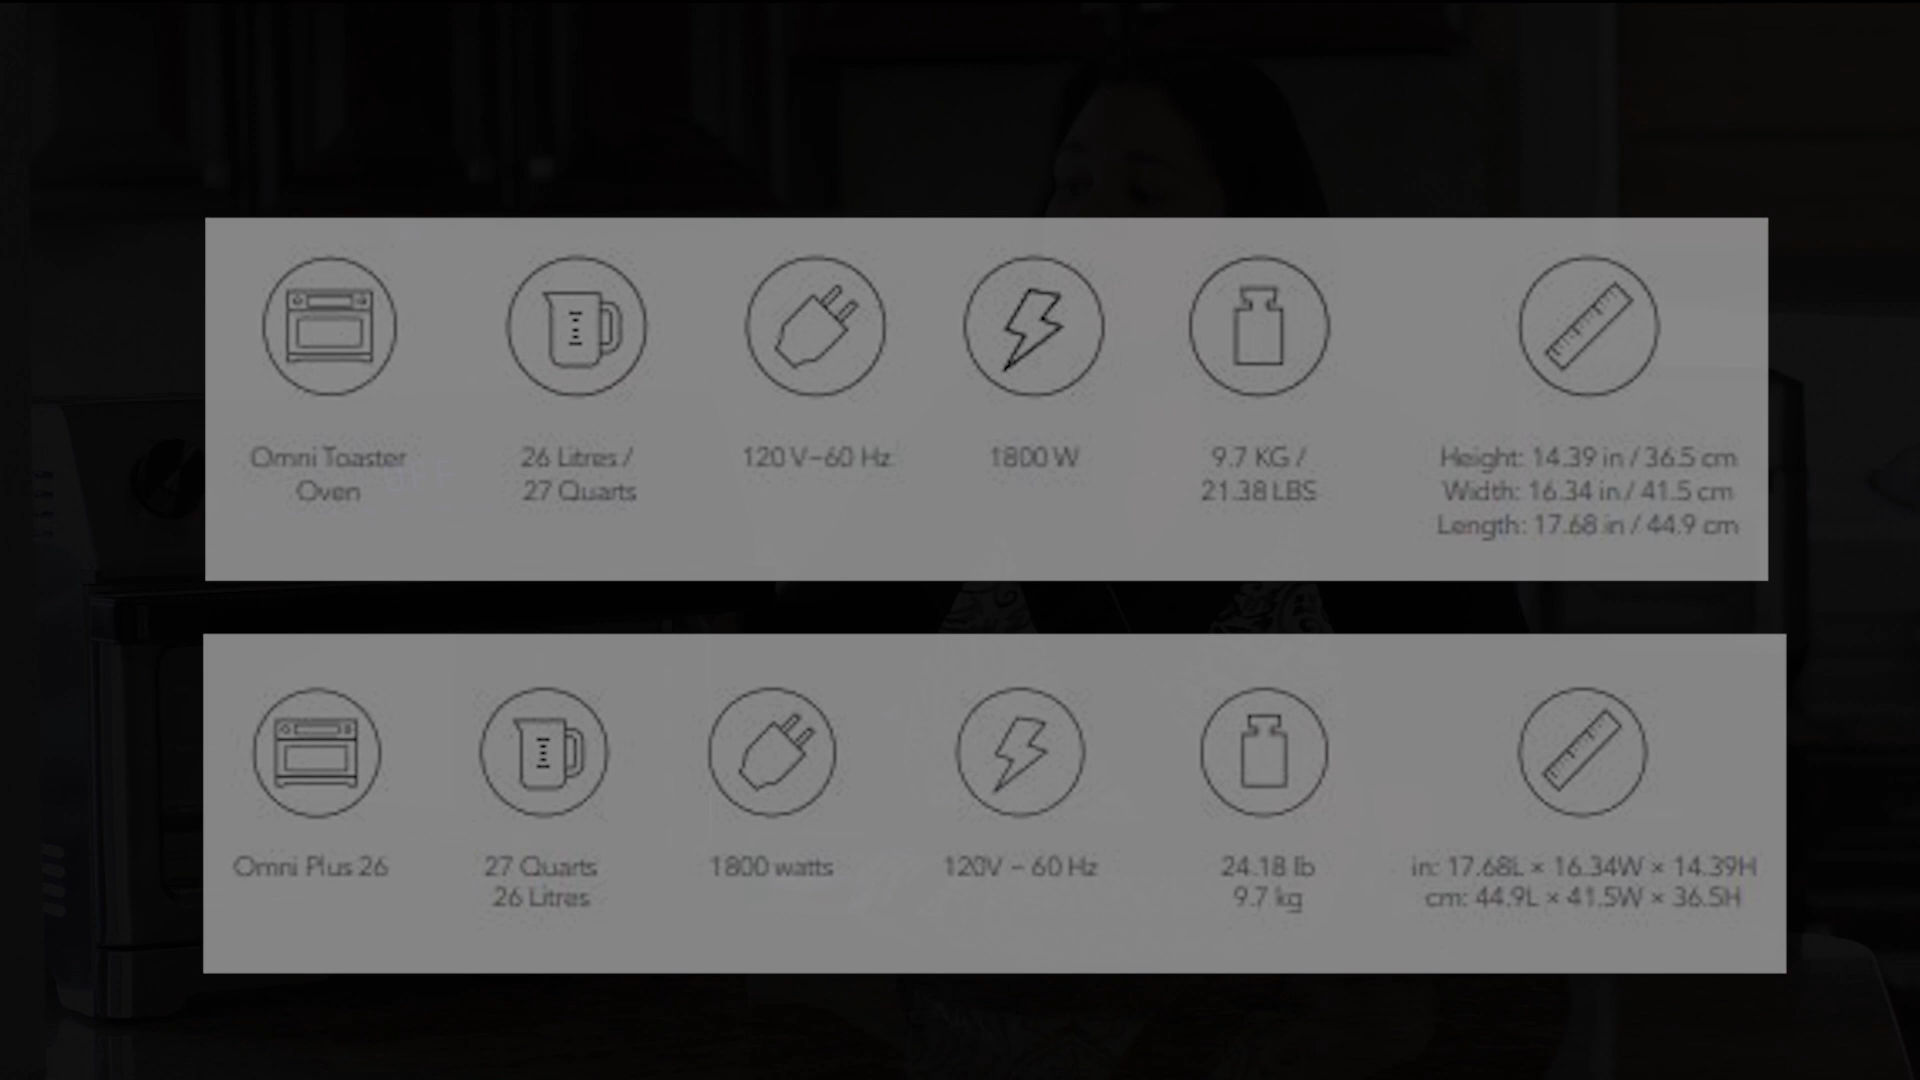 Omni Toaster
Oven
26 Litres /
27 Quarts
120 V~60 Hz
1800 W
9.7 KG /
21.38 LBS
Height: 14.39 in / 36.5 cm
Width: 16.34 in / 41.5 cm
Length: 17.68 in / 44.9 cm
Omni Plus 26
27 Quarts
26 Litres
1800 watts
120V ~ 60 Hz
24.18 lb
9.7 kg
in: 17.68L × 16.34W × 14.39H
cm: 44.9L × 41.5W × 36.5H